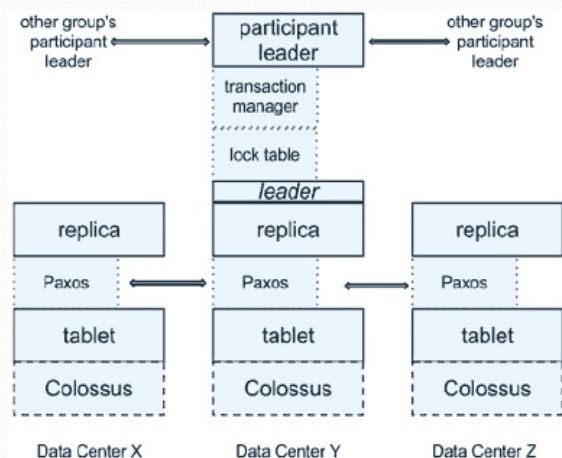 other group's
participant
leader
participant
leader
other group's
participant
leader
transaction
manager
lock table
leader
replica
replica
replica
Paxos
Paxos
Paxos
tablet
tablet
tablet
Colossus
Colossus
Colossus
Data Center X
Data Center Y
Data Center Z